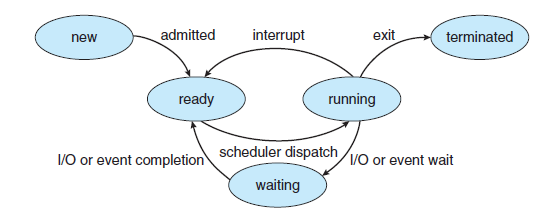 new
admitted
interrupt
exit
terminated
ready
running
I/O or event completion
scheduler dispatch
I/O or event wait
waiting